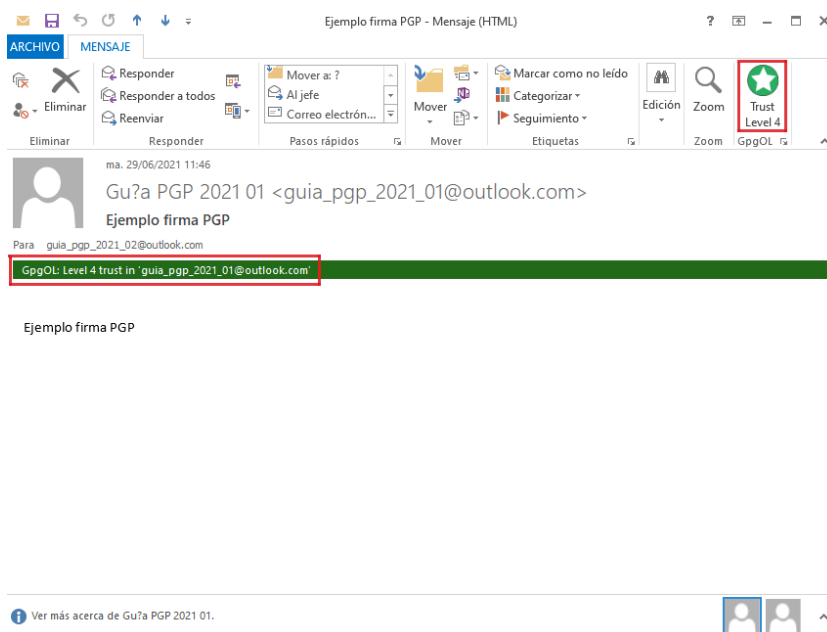 Ejemplo firma PGP - Mensaje (HTML)
?
ARCHIVO MENSAJE
Eliminar
Responder
Responder a todos
Reenviar
Mover a: ?
Al jefe
Correo electrón...
Mover
Marcar como no leído
Categorizar
Seguimiento
Edición
Zoom
Trust
Level 4
Eliminar Responder Pasos rápidos Mover Etiquetas Zoom GpgOL
ma. 29/06/2021 11:46
Gu?a PGP 2021 01 <guia_pgp_2021_01@outlook.com>
Ejemplo firma PGP
Para guia_pgp_2021_02@outlook.com
GpgOL: Level 4 trust in 'guia_pgp_2021_01@outlook.com'
Ejemplo firma PGP
Ver más acerca de Gu?a PGP 2021 01.